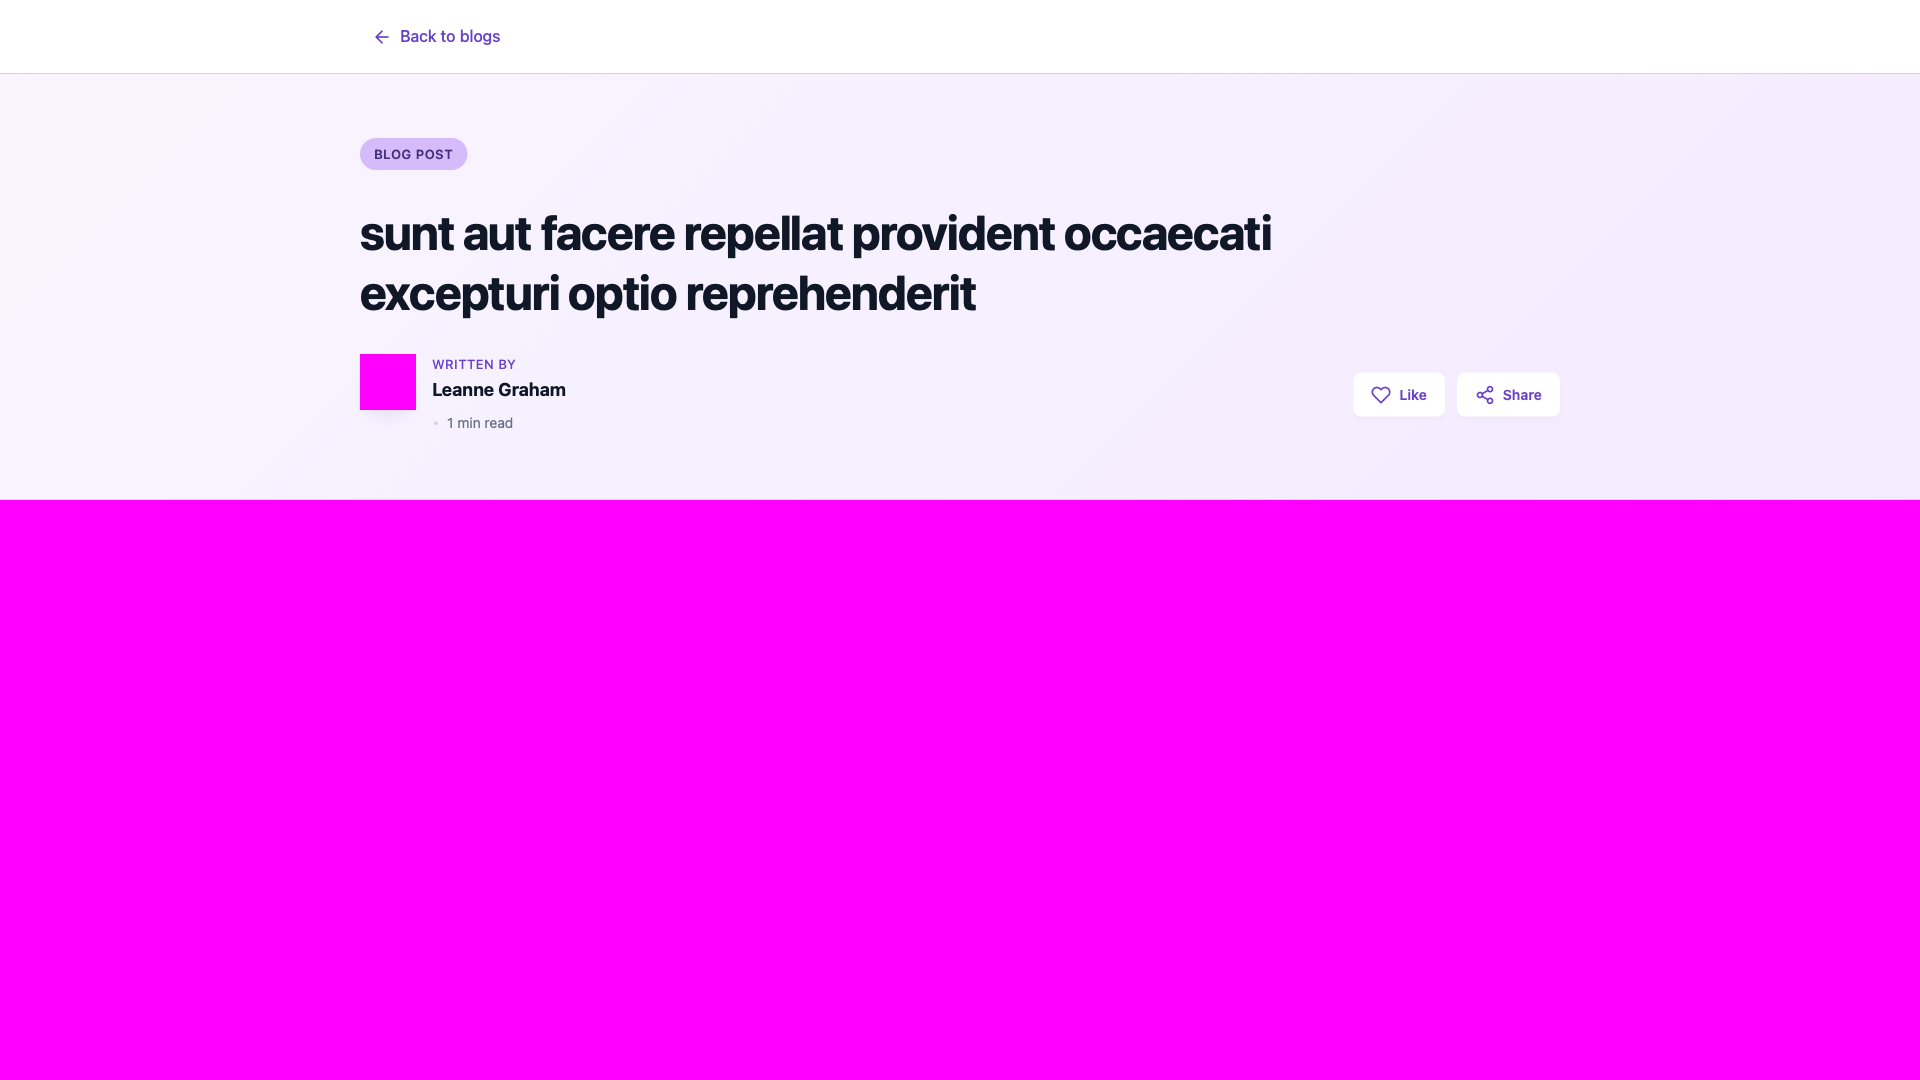 Back to blogs
BLOG POST
sunt aut facere repellat provident occaecati
excepturi optio reprehenderit
WRITTEN BY
Leanne Graham
• 1 min read
Like
Share